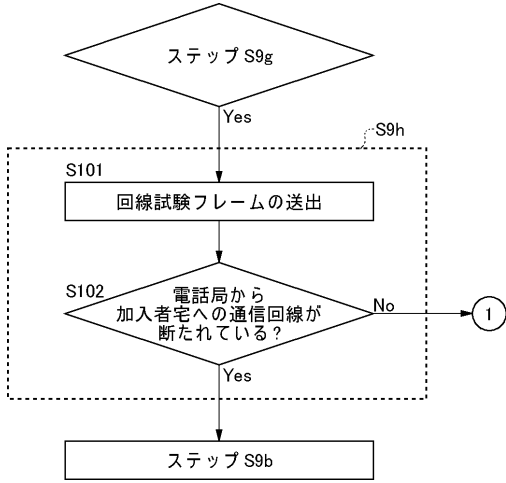 ステップ S9g
Yes
S9h
S101
回線試験フレームの送出
S102
電話局から
加入者宅への通信回線が
断たれている?
No
1
Yes
ステップ S9b